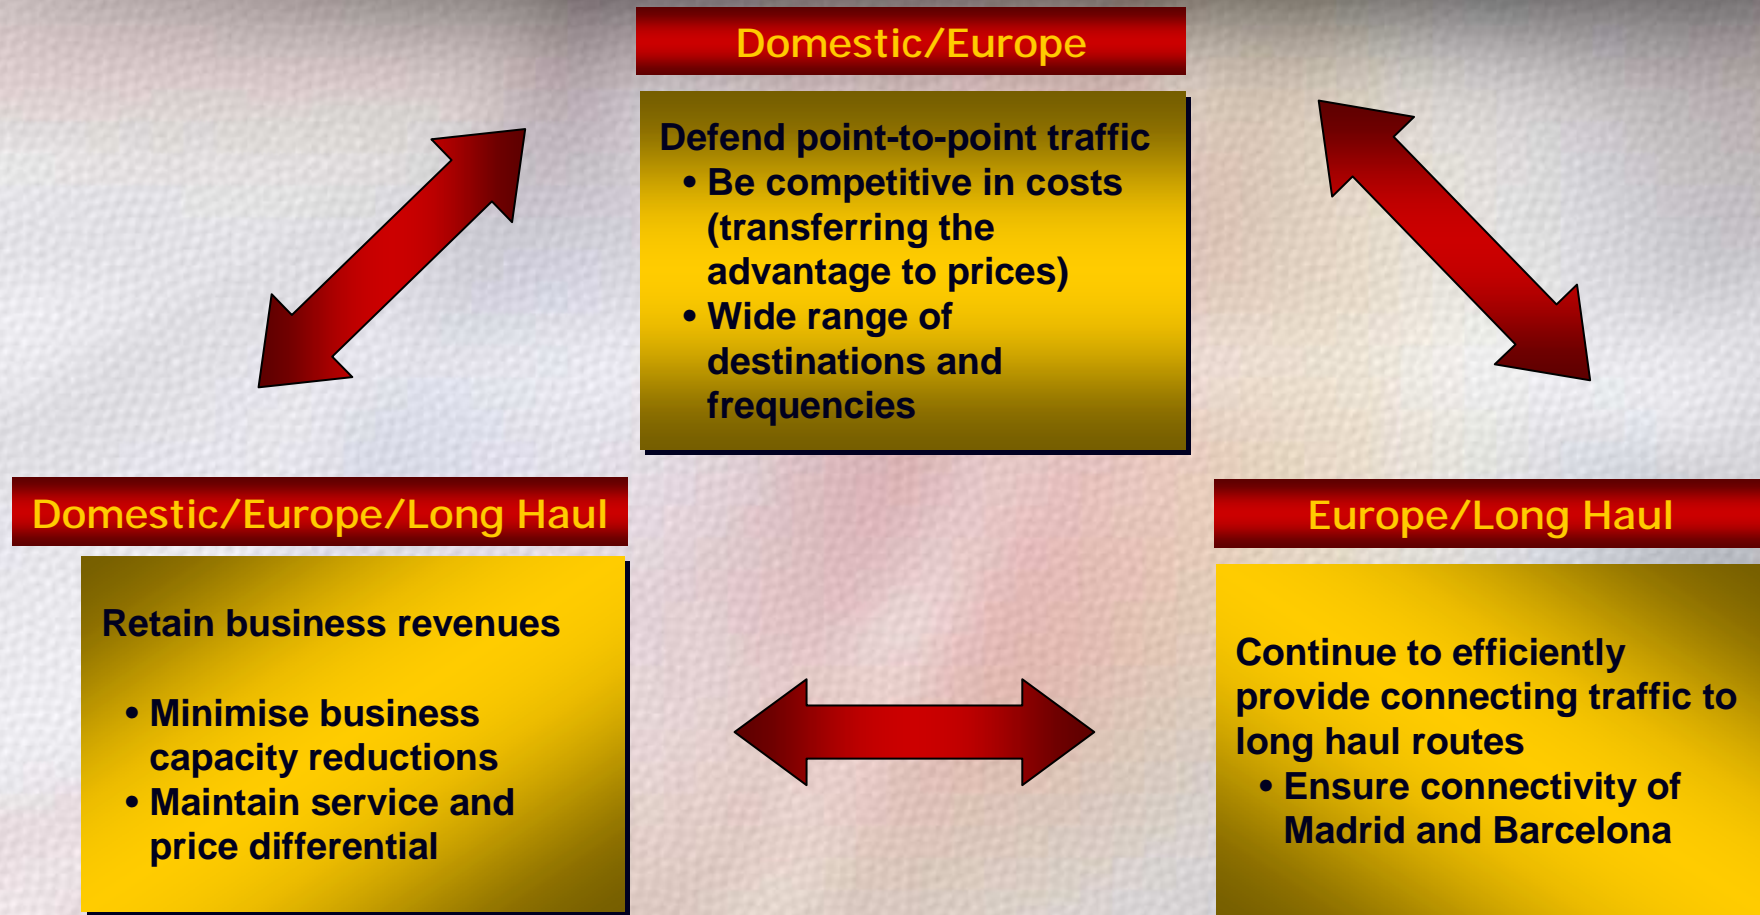 Domestic/Europe
Defend point-to-point traffic
• Be competitive in costs
(transferring the
advantage to prices)
• Wide range of
destinations and
frequencies
Domestic/Europe/Long Haul
Retain business revenues
• Minimise business
capacity reductions
• Maintain service and
price differential
Europe/Long Haul
Continue to efficiently
provide connecting traffic to
long haul routes
• Ensure connectivity of
Madrid and Barcelona